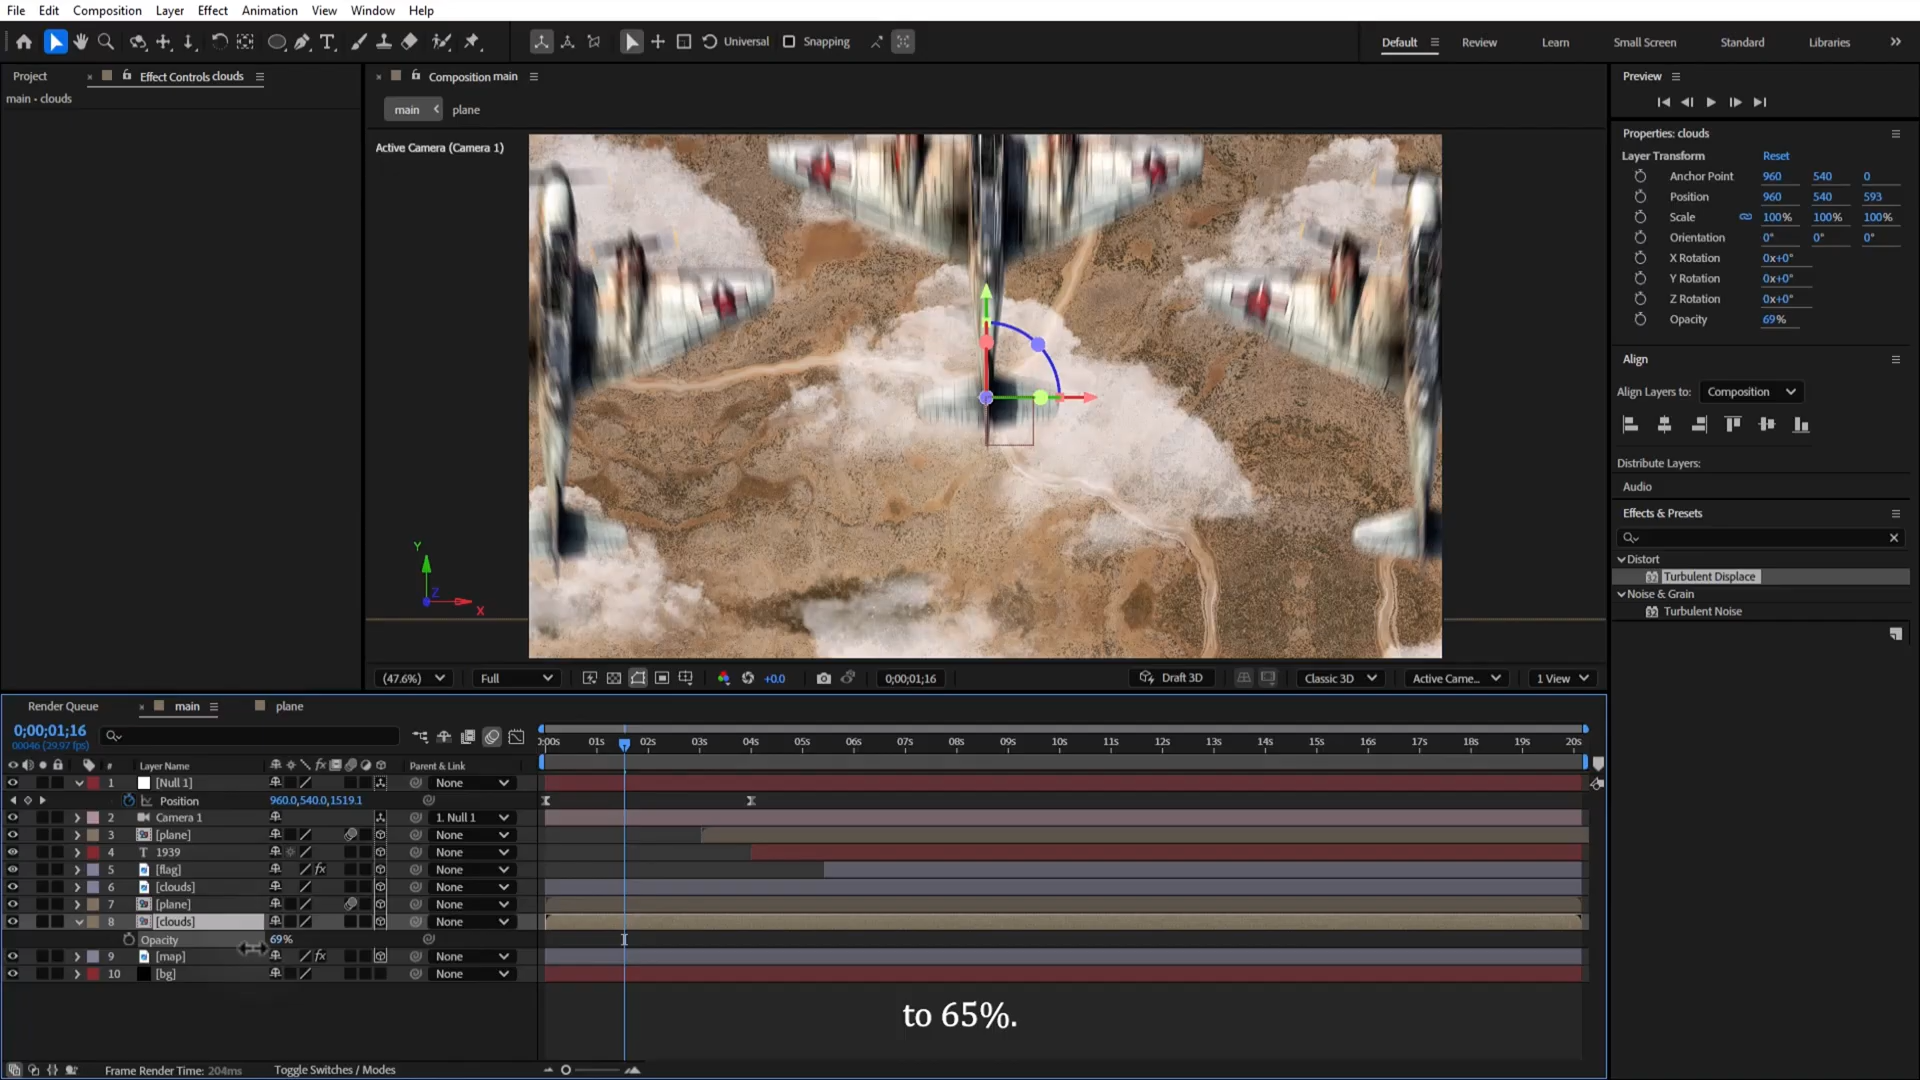 File Edit Composition Layer Effect Animation View Window Help
Universal Snapping Default Review Learn Small Screen Standard Libraries
Project Effect Controls clouds
main - clouds
Composition main
main plane
Active Camera (Camera 1)
Y
Z
X
(47.6%) Full +0.0 0;00;01;16 Draft 3D Classic 3D Active Came... 1 View
Preview
Properties: clouds
Layer Transform Reset
Anchor Point 960 540 0
Position 960 540 593
Scale 100% 100% 100%
Orientation 0° 0° 0°
X Rotation 0x+0°
Y Rotation 0x+0°
Z Rotation 0x+0°
Opacity 69%
Align
Align Layers to: Composition
Distribute Layers:
Audio
Effects & Presets
Distort
Turbulent Displace
Noise & Grain
Turbulent Noise
Render Queue main plane
0;00;01;16
00046 (29.97 fps)
:00s 01s 02s 03s 04s 05s 06s 07s 08s 09s 10s 11s 12s 13s 14s 15s 16s 17s 18s 19s 20s
# Layer Name fx Parent & Link
1 [Null 1] None
Position 960.0,540.0,1519.1
2 Camera 1 1. Null 1
3 [plane] None
4 T 1939 None
5 [flag] fx None
6 [clouds] None
7 [plane] None
8 [clouds] None
Opacity 69%
9 [map] fx None
10 [bg] None
to 65%.
Frame Render Time: 204ms Toggle Switches / Modes